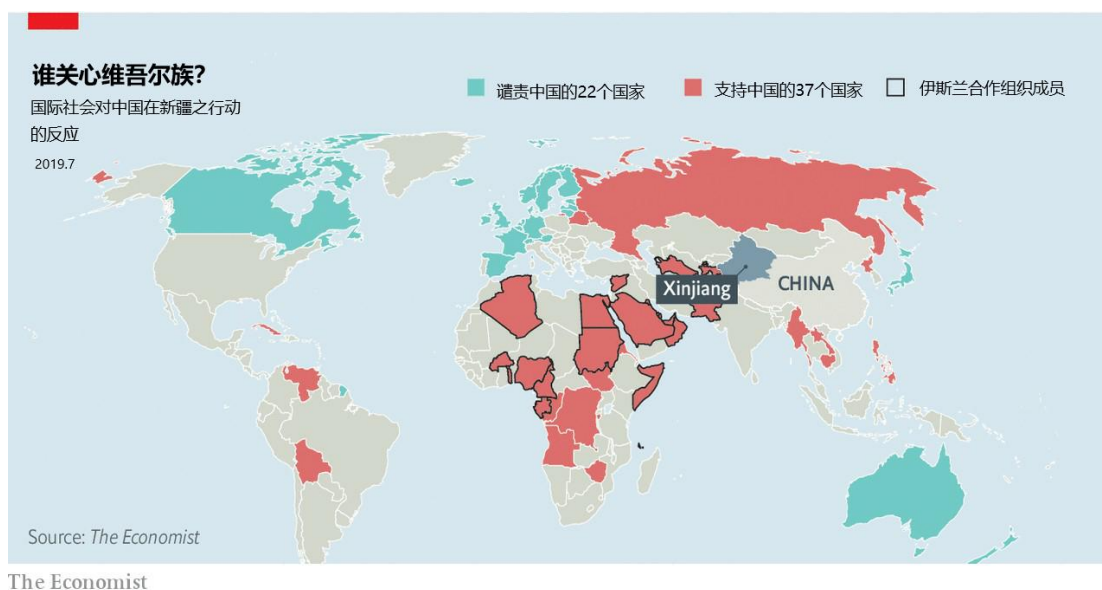 谁关心维吾尔族?
国际社会对中国在新疆之行动
的反应
2019.7
谴责中国的22个国家
支持中国的37个国家
伊斯兰合作组织成员
Xinjiang
CHINA
Source: The Economist
The Economist